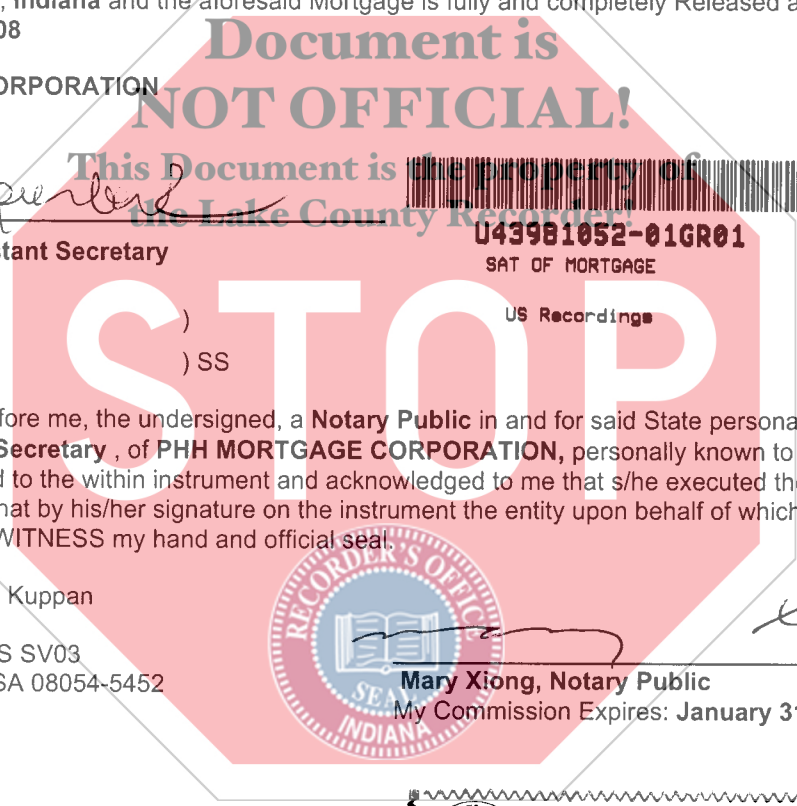 , Indiana and the aforesaid Mortgage is fully and completely Released a
08
Document is
NOT OFFICIAL!
This Document is the property of
the Lake County Recorder!
CORPORATION
stant Secretary
U43981052-01GR01
SAT OF MORTGAGE
US Recordings
)
) SS
STOP
fore me, the undersigned, a Notary Public in and for said State persona
Secretary , of PHH MORTGAGE CORPORATION, personally known to
d to the within instrument and acknowledged to me that s/he executed the
hat by his/her signature on the instrument the entity upon behalf of which
WITNESS my hand and official seal.
RECORDER'S OFFICE
SEAL
INDIANA
Kuppan
S SV03
SA 08054-5452
Mary Xiong, Notary Public
My Commission Expires: January 31